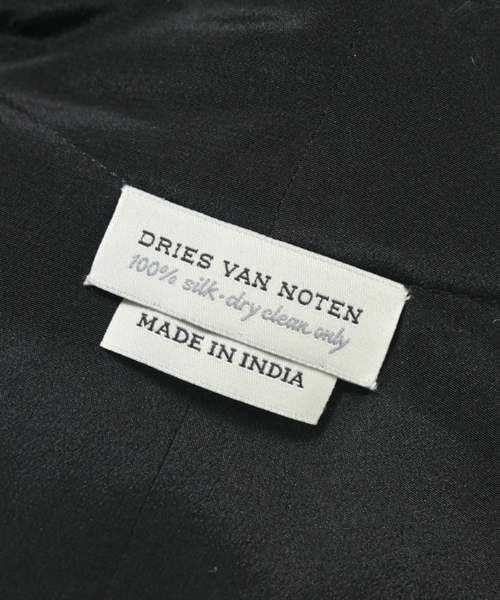 DRIES VAN NOTEN
100% silk - dry clean only
MADE IN INDIA